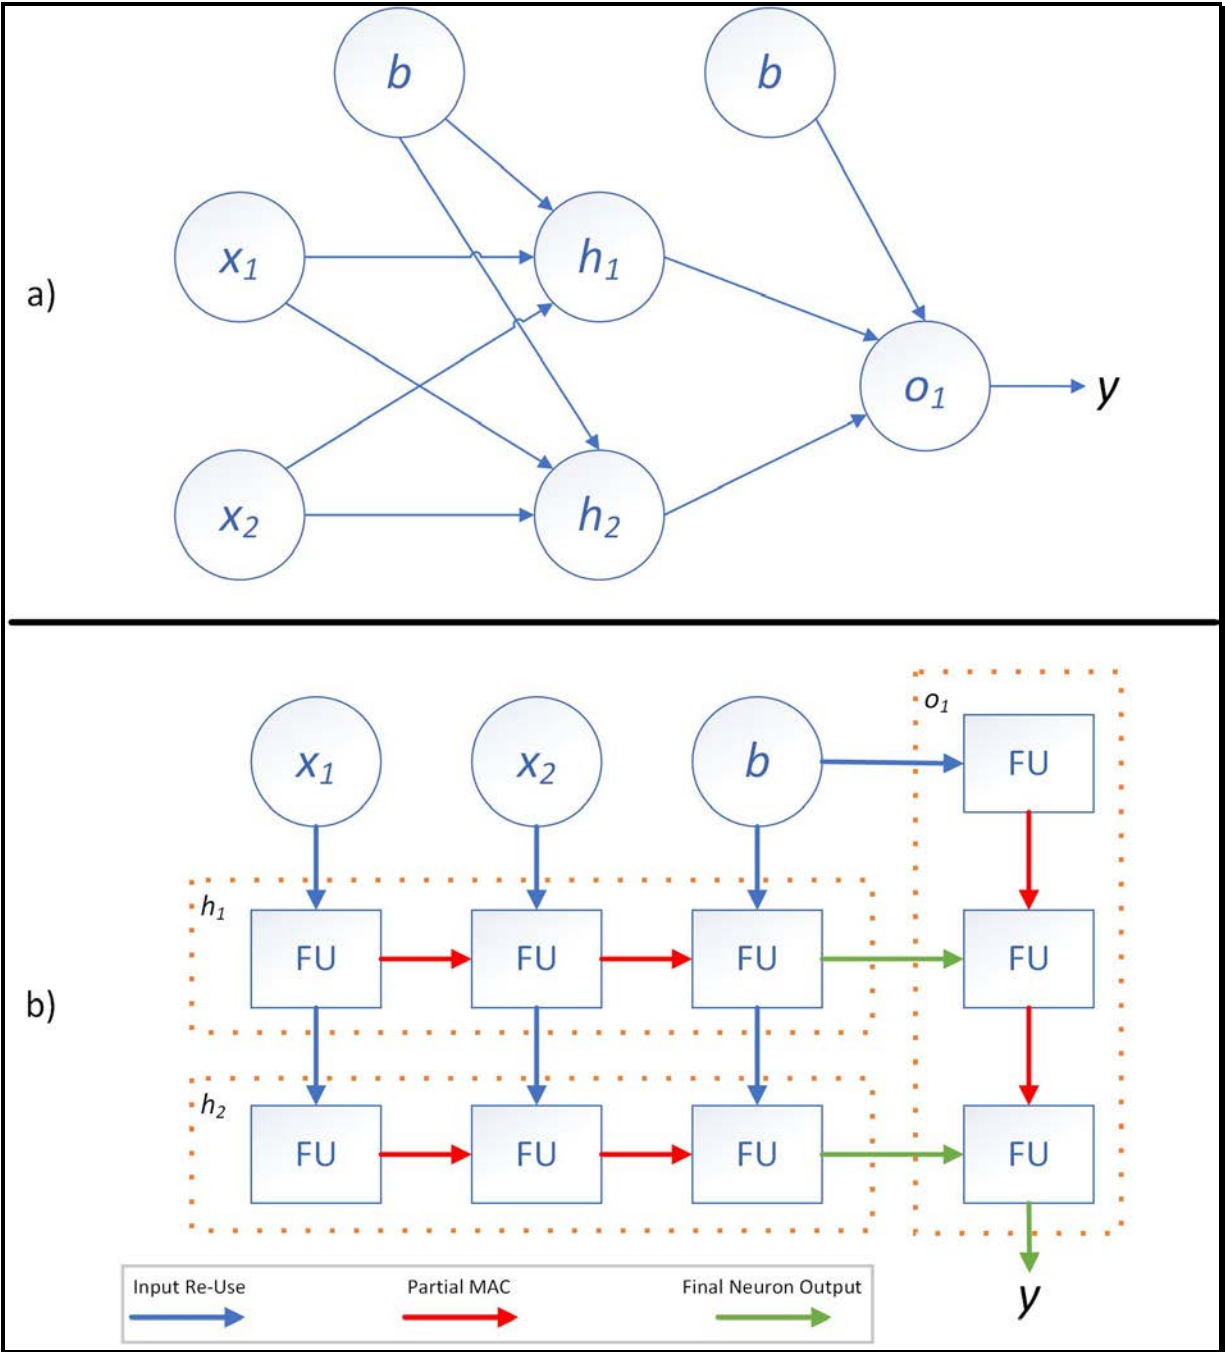 b b
x1 h1
a)
o1 y
x2 h2
o1
x1 x2 b FU
h1
FU FU FU FU
b)
h2
FU FU FU FU
Input Re-Use Partial MAC Final Neuron Output
y